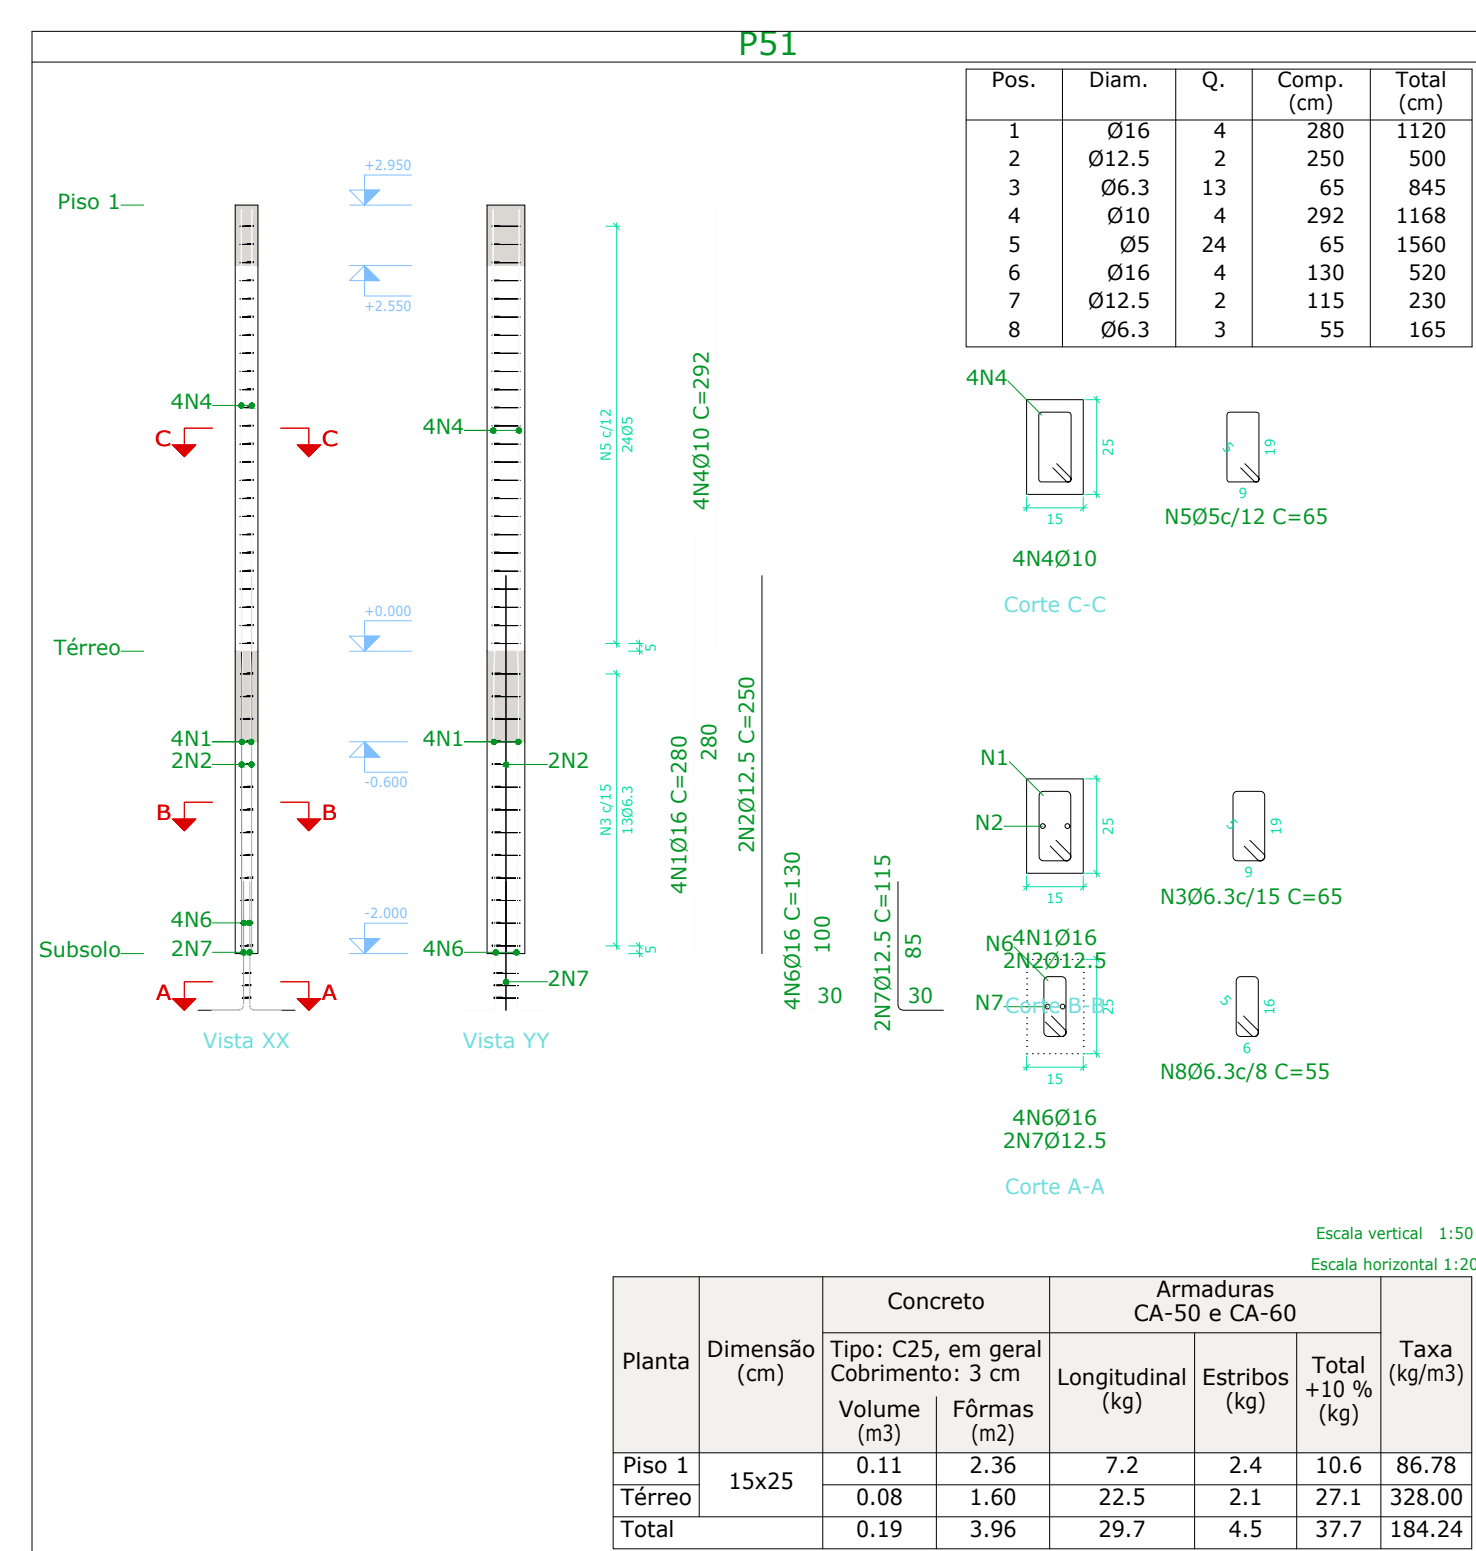 P51
Pos. Diam. Q. Comp. (cm) Total (cm)
1 Ø16 4 280 1120
2 Ø12.5 2 250 500
3 Ø6.3 13 65 845
4 Ø10 4 292 1168
5 Ø5 24 65 1560
6 Ø16 4 130 520
7 Ø12.5 2 115 230
8 Ø6.3 3 55 165
Piso 1
+2.950
+2.550
4N4
C C
4N4
N5 c/12
24Ø5
4N4Ø10 C=292
Térreo
+0.000
5
4N1
2N2
4N1
2N2
-0.600
B B
N3 c/15
13Ø6.3
4N1Ø16 C=280
280
2N2Ø12.5 C=250
4N6
2N7
Subsolo
-2.000
4N6
2N7
5
4N6Ø16 C=130
100
30
2N7Ø12.5 C=115
85
30
A A
Vista XX
Vista YY
4N4
25
15
4N4Ø10
Corte C-C
5
19
9
N5Ø5c/12 C=65
N1
N2
25
15
4N1Ø16
2N2Ø12.5
Corte B-B
5
19
9
N3Ø6.3c/15 C=65
N6
N7
25
15
4N6Ø16
2N7Ø12.5
Corte A-A
5
16
6
N8Ø6.3c/8 C=55
Escala vertical 1:50
Escala horizontal 1:20
Planta
Dimensão
(cm)
Concreto
Tipo: C25, em geral
Cobrimento: 3 cm
Volume
(m3)
Fôrmas
(m2)
Armaduras
CA-50 e CA-60
Longitudinal
(kg)
Estribos
(kg)
Total
+10 %
(kg)
Taxa
(kg/m3)
Piso 1 15x25 0.11 2.36 7.2 2.4 10.6 86.78
Térreo 0.08 1.60 22.5 2.1 27.1 328.00
Total 0.19 3.96 29.7 4.5 37.7 184.24